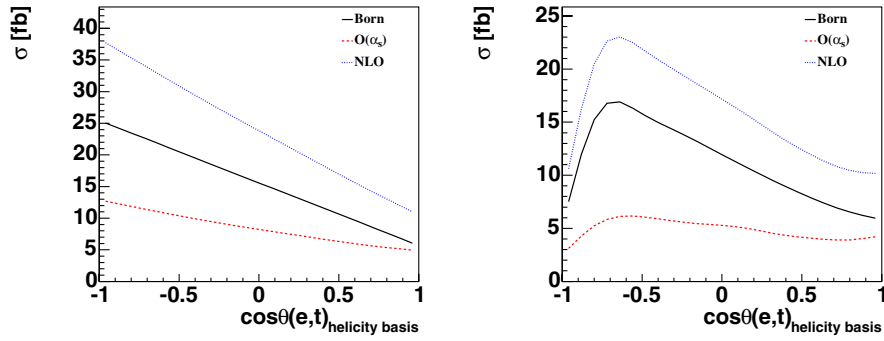 σ [fb]
40
35
30
25
20
15
10
5
0
-1 -0.5 0 0.5 1
cosθ(e,t)helicity basis
Born
O(αs)
NLO
σ [fb]
25
20
15
10
5
0
-1 -0.5 0 0.5 1
cosθ(e,t)helicity basis
Born
O(αs)
NLO